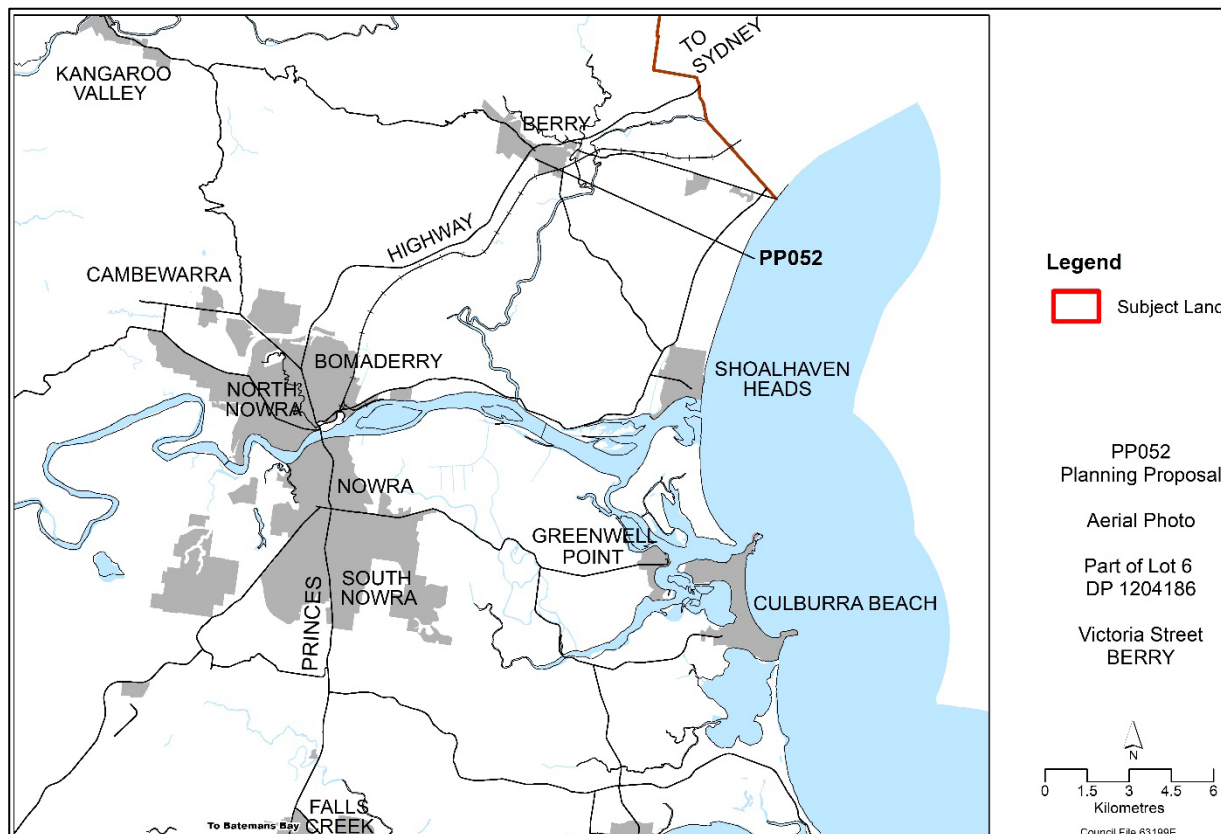 TO
SYDNEY
KANGAROO
VALLEY
BERRY
HIGHWAY
PP052
CAMBEWARRA
BOMADERRY
SHOALHAVEN
HEADS
NORTH
NOWRA
NOWRA
GREENWELL
POINT
SOUTH
NOWRA
CULBURRA BEACH
PRINCES
FALLS
CREEK
To Batemans Bay
Legend
Subject Land
PP052
Planning Proposal
Aerial Photo
Part of Lot 6
DP 1204186
Victoria Street
BERRY
N
0 1.5 3 4.5 6
Kilometres
Council File 63199E